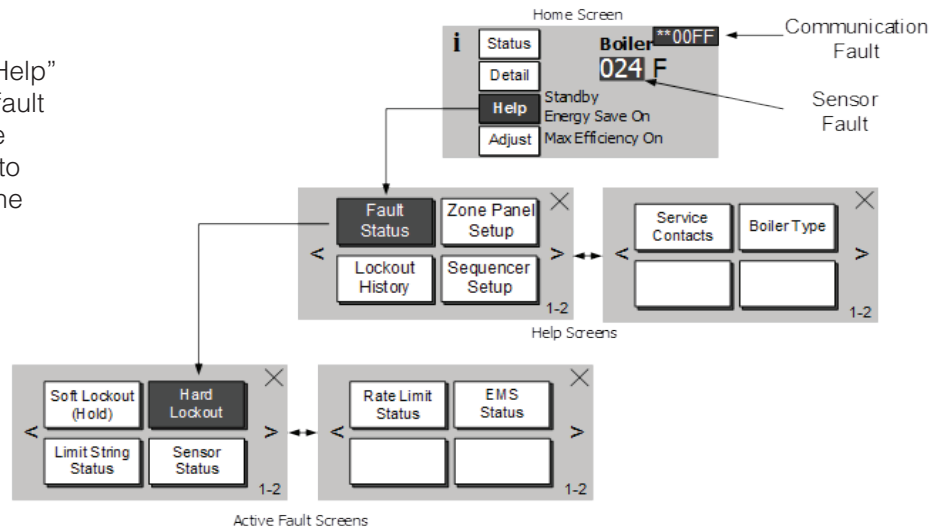 Home Screen
i
Status
Detail
Help
Adjust
Boiler
**00FF
024 F
Standby
Energy Save On
Max Efficiency On
Communication
Fault
Sensor
Fault
Help"
fault
to
Fault
Status
Zone Panel
Setup
Lockout
History
Sequencer
Setup
<
>
1-2
Service
Contacts
Boiler Type
<
>
1-2
Help Screens
Soft Lockout
(Hold)
Hard
Lockout
Limit String
Status
Sensor
Status
<
>
1-2
Rate Limit
Status
EMS
Status
<
>
1-2
Active Fault Screens